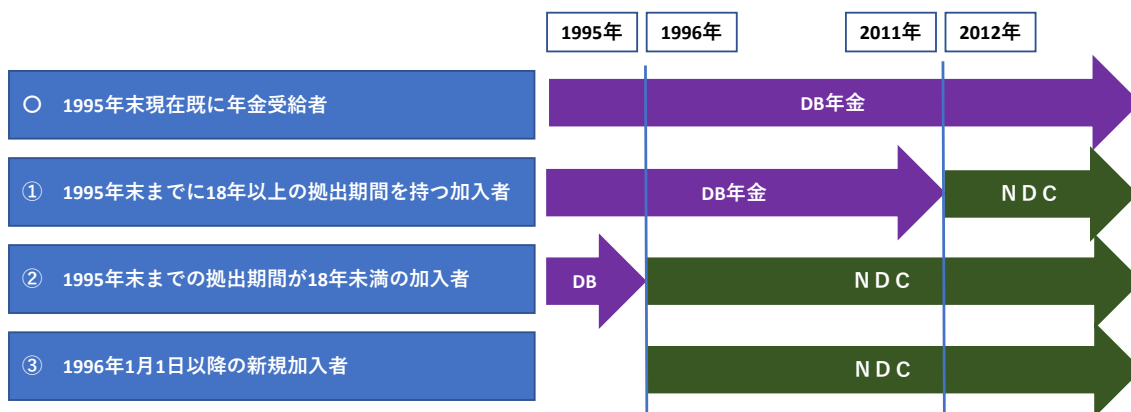 1995年 1996年 2011年 2012年
〇 1995年末現在既に年金受給者 DB年金
① 1995年末までに18年以上の拠出期間を持つ加入者 DB年金 ＮＤＣ
② 1995年末までの拠出期間が18年未満の加入者 DB ＮＤＣ
③ 1996年1月1日以降の新規加入者 ＮＤＣ